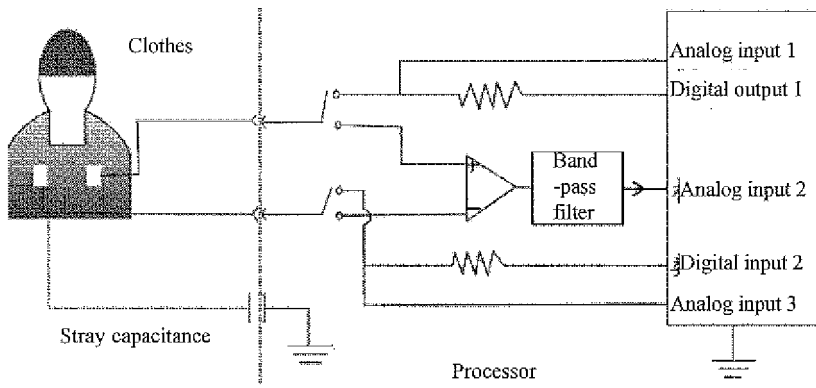 Clothes
Analog input 1
Digital output 1
Band
-pass
filter
Analog input 2
Digital input 2
Analog input 3
Stray capacitance
Processor